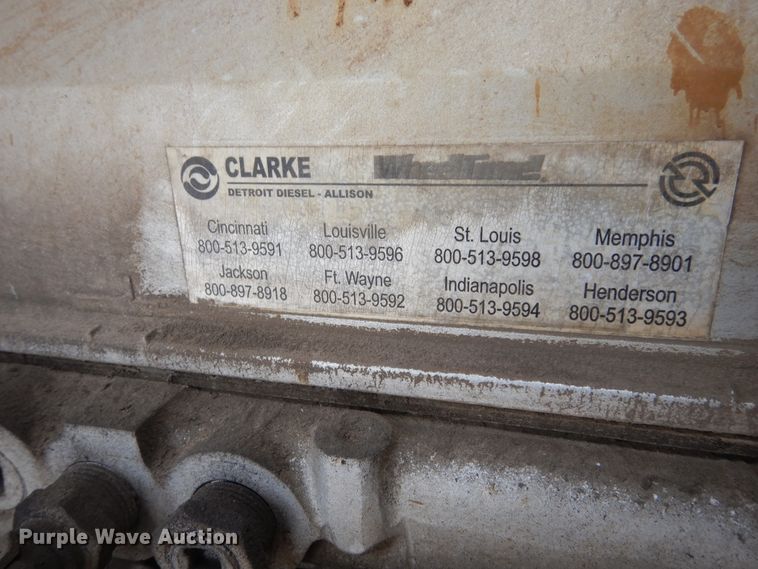 CLARKE WheelTime!
DETROIT DIESEL - ALLISON
Cincinnati Louisville St. Louis Memphis
800-513-9591 800-513-9596 800-513-9598 800-897-8901
Jackson Ft. Wayne Indianapolis Henderson
800-897-8918 800-513-9592 800-513-9594 800-513-9593
Purple Wave Auction